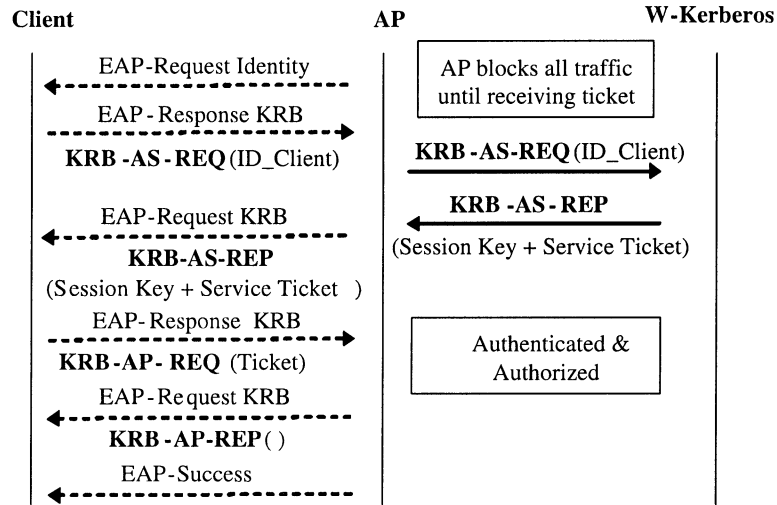 Client
AP
W-Kerberos
EAP-Request Identity
AP blocks all traffic
until receiving ticket
EAP-Response KRB
KRB-AS-REQ (ID_Client)
KRB-AS-REQ (ID_Client)
KRB-AS-REP
EAP-Request KRB
(Session Key + Service Ticket)
KRB-AS-REP
(Session Key + Service Ticket )
EAP-Response KRB
Authenticated &
Authorized
KRB-AP-REQ (Ticket)
EAP-Request KRB
KRB-AP-REP ( )
EAP-Success